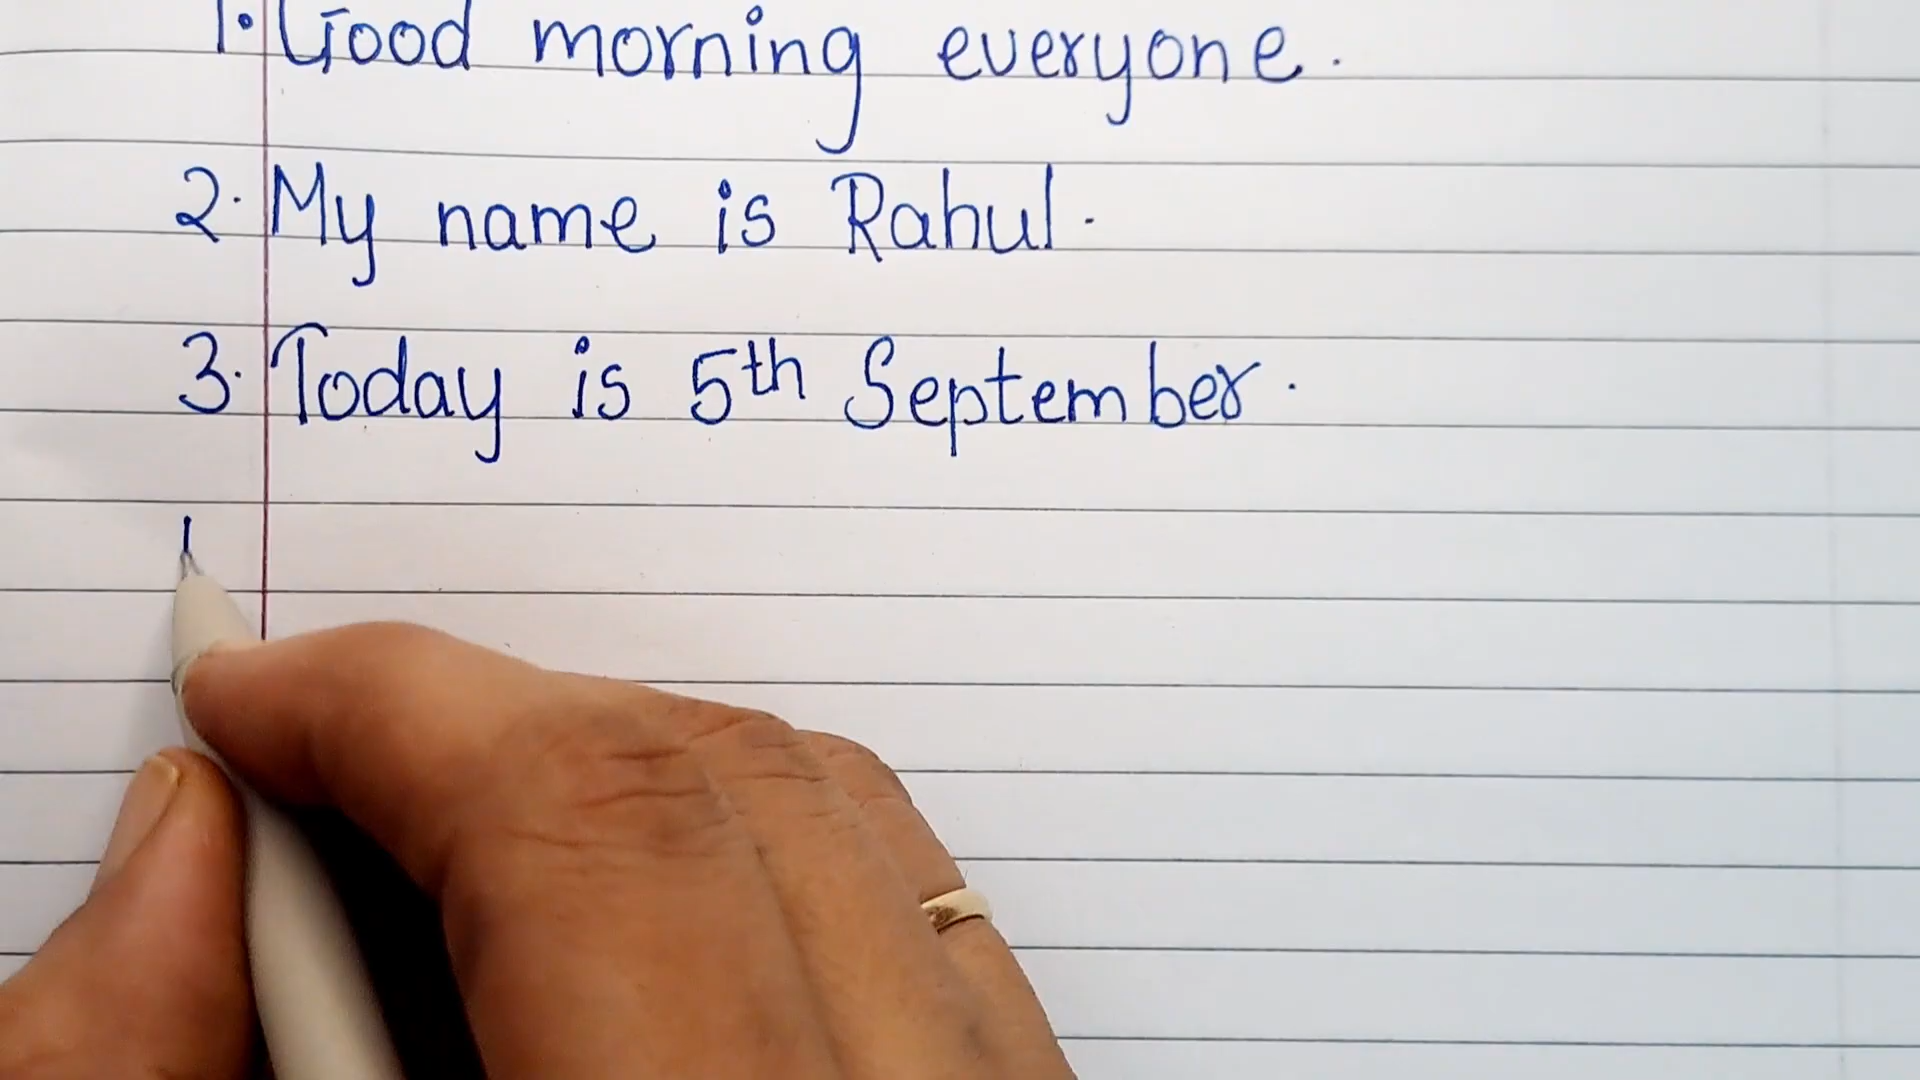 1. Good morning everyone.
2. My name is Rahul.
3. Today is 5th September.